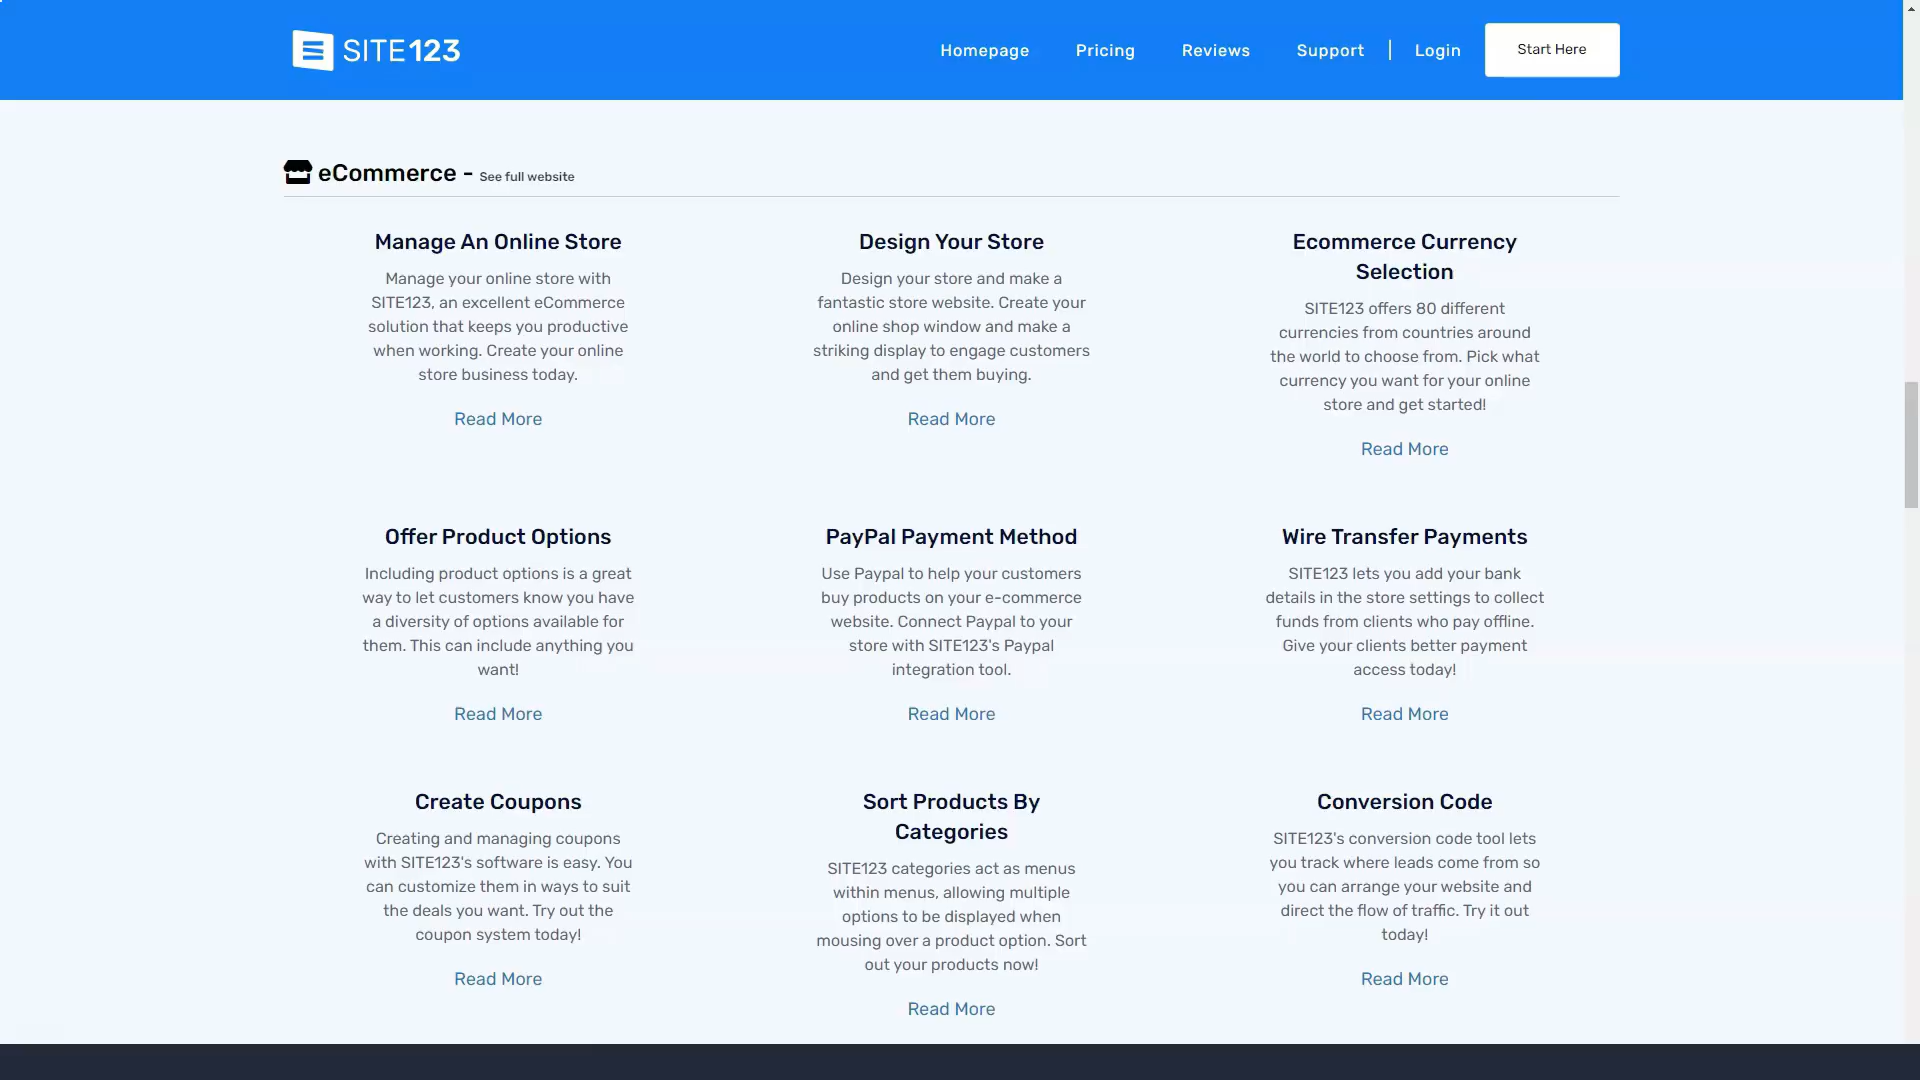 SITE123
Homepage
Pricing
Reviews
Support
Login
Start Here
eCommerce - See full website
Manage An Online Store
Manage your online store with
SITE123, an excellent eCommerce
solution that keeps you productive
when working. Create your online
store business today.
Read More
Design Your Store
Design your store and make a
fantastic store website. Create your
online shop window and make a
striking display to engage customers
and get them buying.
Read More
Ecommerce Currency
Selection
SITE123 offers 80 different
currencies from countries around
the world to choose from. Pick what
currency you want for your online
store and get started!
Read More
Offer Product Options
Including product options is a great
way to let customers know you have
a diversity of options available for
them. This can include anything you
want!
Read More
PayPal Payment Method
Use Paypal to help your customers
buy products on your e-commerce
website. Connect Paypal to your
store with SITE123's Paypal
integration tool.
Read More
Wire Transfer Payments
SITE123 lets you add your bank
details in the store settings to collect
funds from clients who pay offline.
Give your clients better payment
access today!
Read More
Create Coupons
Creating and managing coupons
with SITE123's software is easy. You
can customize them in ways to suit
the deals you want. Try out the
coupon system today!
Read More
Sort Products By
Categories
SITE123 categories act as menus
within menus, allowing multiple
options to be displayed when
mousing over a product option. Sort
out your products now!
Read More
Conversion Code
SITE123's conversion code tool lets
you track where leads come from so
you can arrange your website and
direct the flow of traffic. Try it out
today!
Read More